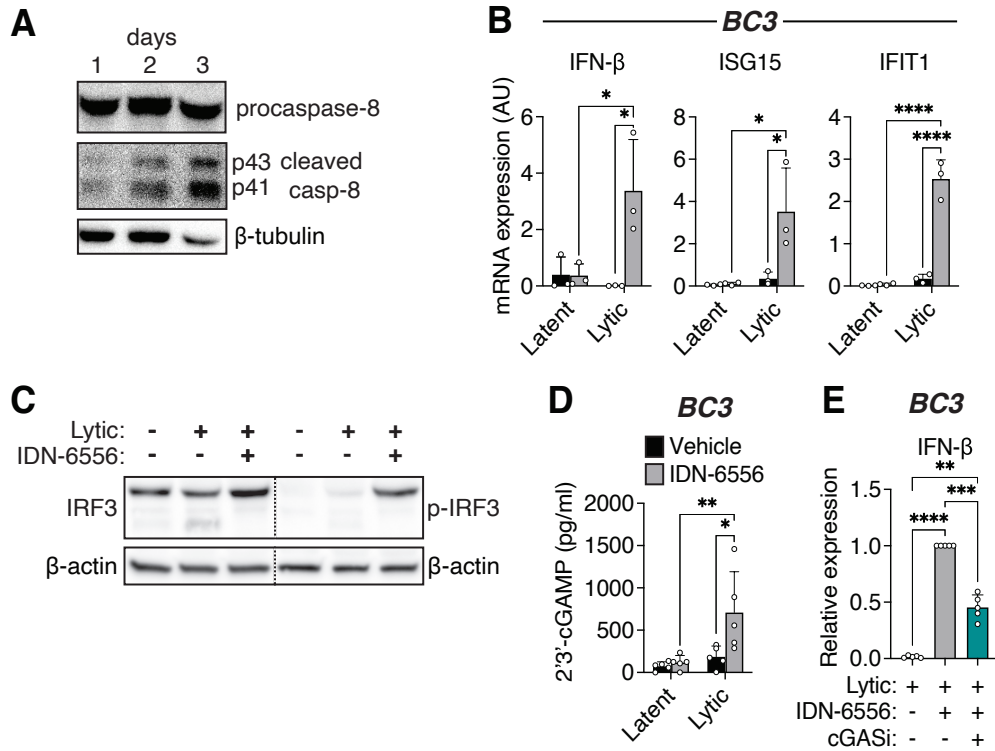 A
days
1 2 3
procaspase-8
p43 cleaved
p41 casp-8
β-tubulin
B
BC3
IFN-β ISG15 IFIT1
mRNA expression (AU)
6
4
2
0
* *
Latent Lytic
8
6
4
2
0
* *
Latent Lytic
4
3
2
1
0
**** ****
Latent Lytic
C
Lytic: - + + - + +
IDN-6556: - - + - - +
IRF3 p-IRF3
β-actin β-actin
D
BC3
Vehicle
IDN-6556
2'3'-cGAMP (pg/ml)
2000
1500
1000
500
0
** *
Latent Lytic
E
BC3
IFN-β
Relative expression
1.5
1.0
0.5
0.0
**
***
****
Lytic: + + +
IDN-6556: - + +
cGASi: - - +